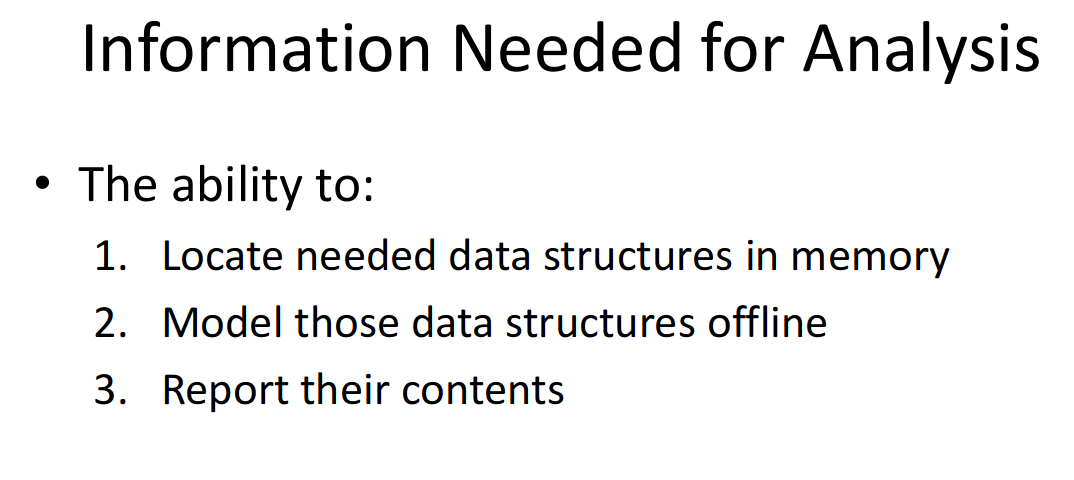 Information Needed for Analysis
• The ability to:
1. Locate needed data structures in memory
2. Model those data structures offline
3. Report their contents